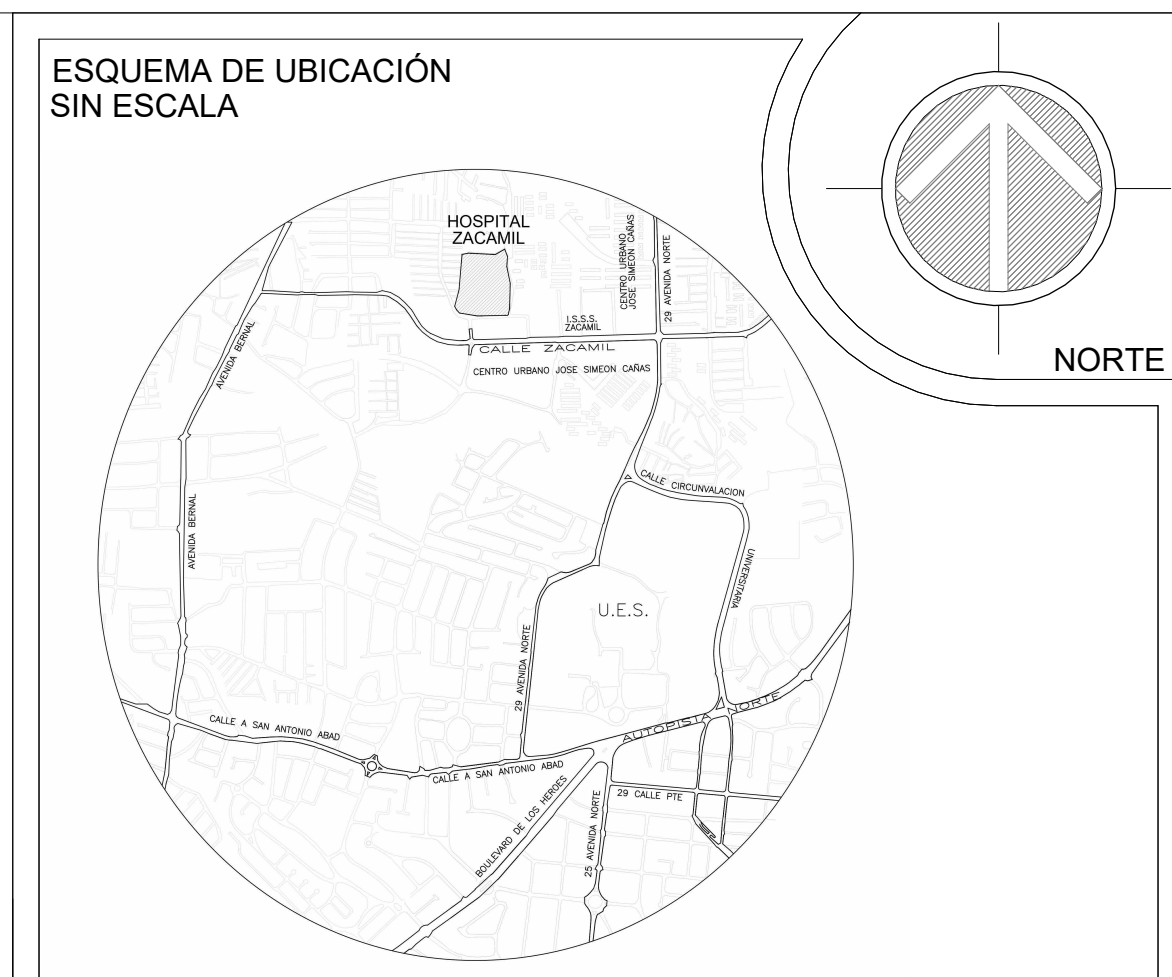 ESQUEMA DE UBICACIÓN
SIN ESCALA
NORTE
HOSPITAL
ZACAMIL
CENTRO URBANO
JOSE SIMEON CAÑAS
29 AVENIDA NORTE
I.S.S.S.
ZACAMIL
CALLE ZACAMIL
CENTRO URBANO JOSE SIMEON CAÑAS
AVENIDA BERNAL
AVENIDA BERNAL
CALLE CIRCUNVALACION
UNIVERSITARIA
U.E.S.
29 AVENIDA NORTE
AUTOPISTA NORTE
CALLE A SAN ANTONIO ABAD
CALLE A SAN ANTONIO ABAD
BOULEVARD DE LOS HEROES
25 AVENIDA NORTE
29 CALLE PTE